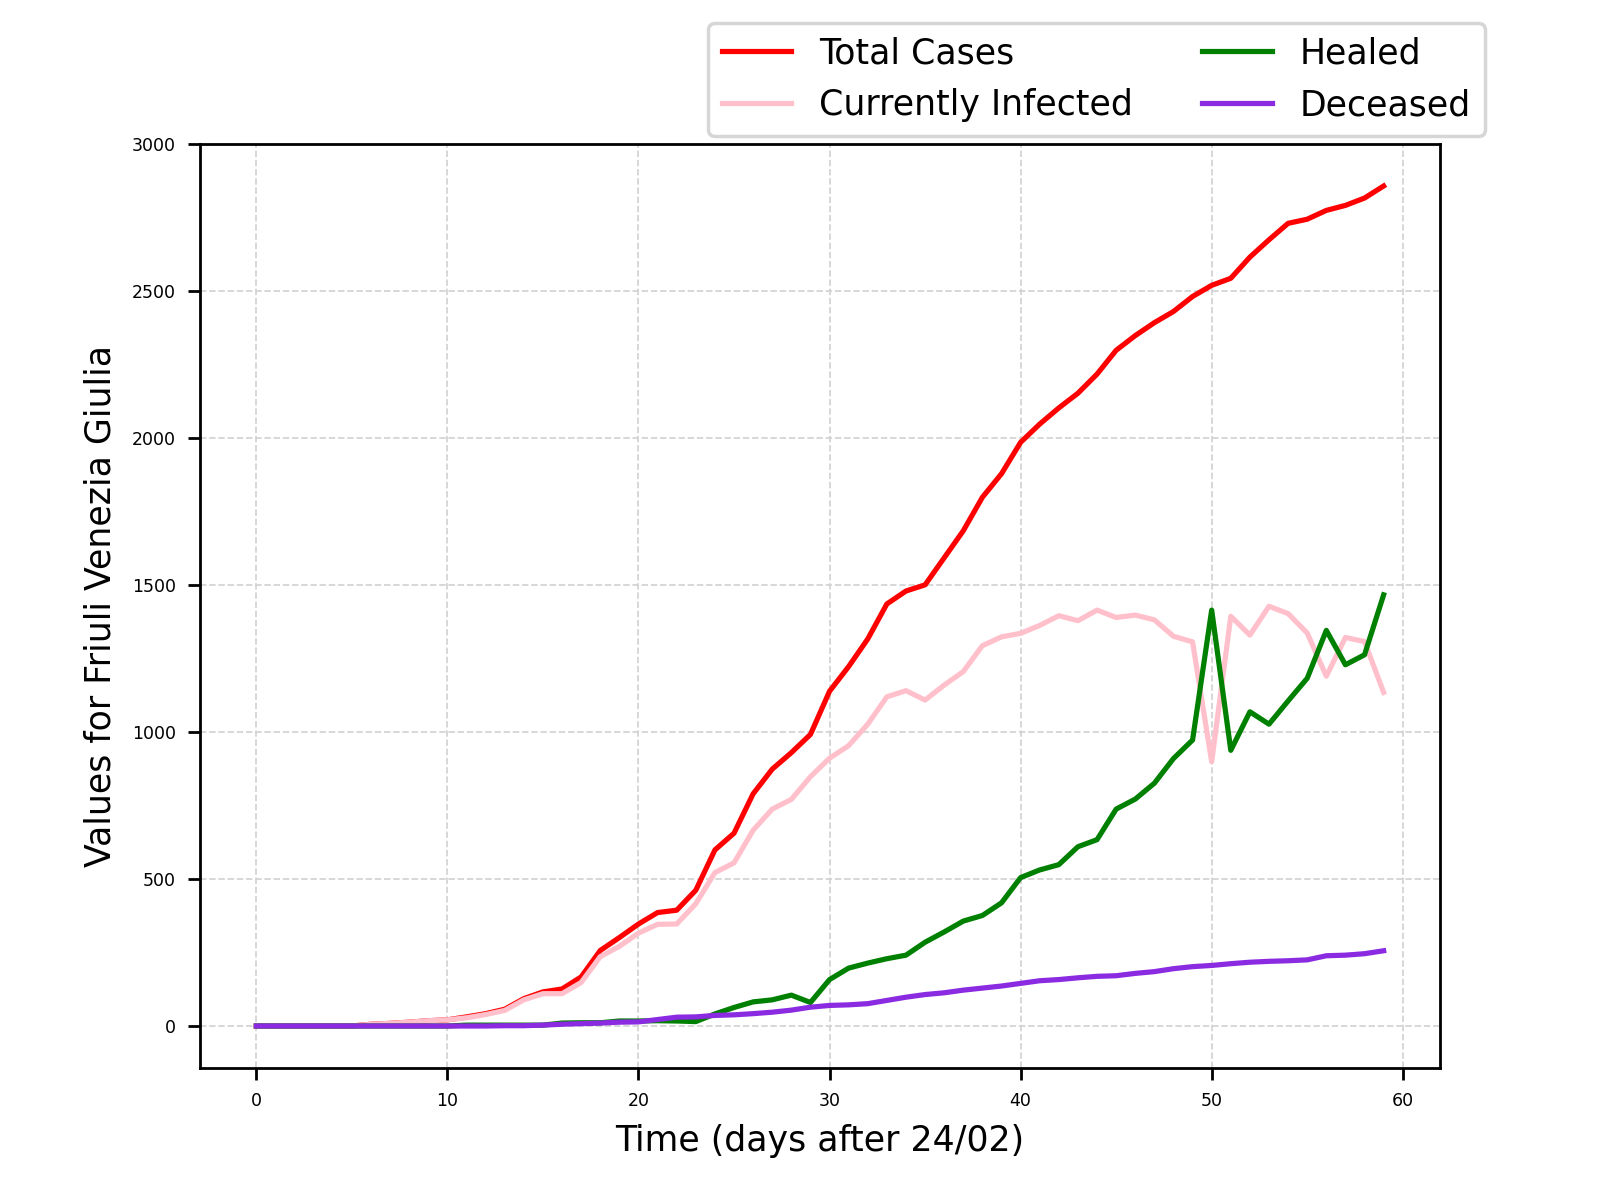 Total Cases
Currently Infected
Healed
Deceased
3000
2500
2000
1500
1000
500
0
Values for Friuli Venezia Giulia
0 10 20 30 40 50 60
Time (days after 24/02)